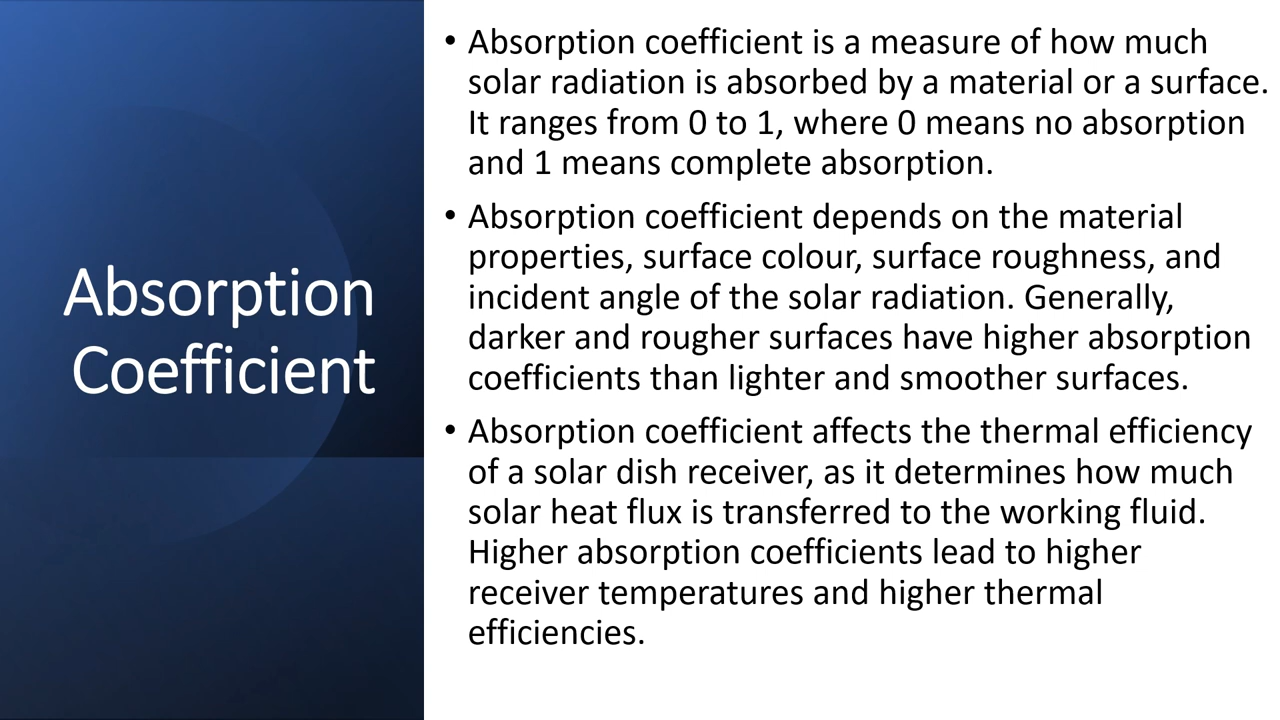 Absorption
Coefficient
• Absorption coefficient is a measure of how much
solar radiation is absorbed by a material or a surface.
It ranges from 0 to 1, where 0 means no absorption
and 1 means complete absorption.
• Absorption coefficient depends on the material
properties, surface colour, surface roughness, and
incident angle of the solar radiation. Generally,
darker and rougher surfaces have higher absorption
coefficients than lighter and smoother surfaces.
• Absorption coefficient affects the thermal efficiency
of a solar dish receiver, as it determines how much
solar heat flux is transferred to the working fluid.
Higher absorption coefficients lead to higher
receiver temperatures and higher thermal
efficiencies.